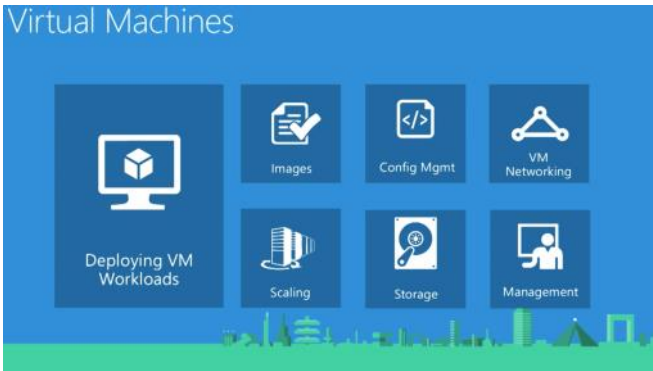 Virtual Machines
Deploying VM
Workloads
Images
</>
Config Mgmt
VM
Networking
Scaling
Storage
Management